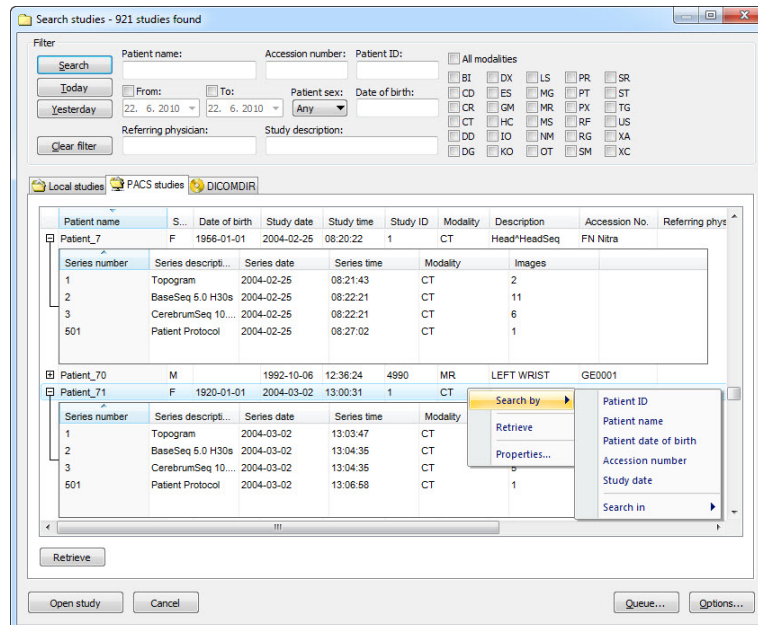 Search studies - 921 studies found
Filter
Search
Today
Yesterday
Clear filter
Patient name:
Accession number:
Patient ID:
From:
To:
Patient sex:
Date of birth:
22. 6. 2010
22. 6. 2010
Any
Referring physician:
Study description:
All modalities
BI DX LS PR SR
CD ES MG PT ST
CR GM MR PX TG
CT HC MS RF US
DD IO NM RG XA
DG KO OT SM XC
Local studies PACS studies DICOMDIR
Patient name S... Date of birth Study date Study time Study ID Modality Description Accession No. Referring phys
Patient_7 F 1956-01-01 2004-02-25 08:20:22 1 CT Head^HeadSeq FN Nitra
Series number Series descripti... Series date Series time Modality Images
1 Topogram 2004-02-25 08:21:43 CT 2
2 BaseSeq 5.0 H30s 2004-02-25 08:22:21 CT 11
3 CerebrumSeq 10.... 2004-02-25 08:22:21 CT 6
501 Patient Protocol 2004-02-25 08:27:02 CT 1
Patient_70 M 1992-10-06 12:36:24 4990 MR LEFT WRIST GE0001
Patient_71 F 1920-01-01 2004-03-02 13:00:31 1 CT
Series number Series descripti... Series date Series time Modality
1 Topogram 2004-03-02 13:03:47 CT
2 BaseSeq 5.0 H30s 2004-03-02 13:04:35 CT
3 CerebrumSeq 10.... 2004-03-02 13:04:35 CT
501 Patient Protocol 2004-03-02 13:06:58 CT 1
Search by
Retrieve
Properties...
Patient ID
Patient name
Patient date of birth
Accession number
Study date
Search in
Retrieve
Open study
Cancel
Queue...
Options...